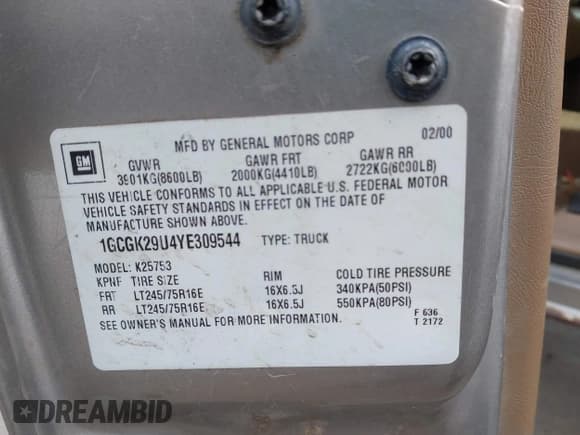 MFD BY GENERAL MOTORS CORP 02/00
GM
GVWR GAWR FRT GAWR RR
3901KG(8600LB) 2000KG(4410LB) 2722KG(6000LB)
THIS VEHICLE CONFORMS TO ALL APPLICABLE U.S. FEDERAL MOTOR
VEHICLE SAFETY STANDARDS IN EFFECT ON THE DATE OF
MANUFACTURE SHOWN ABOVE.
1GCGK29U4YE309544 TYPE: TRUCK
MODEL: K25753
KPNF TIRE SIZE RIM COLD TIRE PRESSURE
FRT LT245/75R16E 16X6.5J 340KPA(50PSI)
RR LT245/75R16E 16X6.5J 550KPA(80PSI)
SEE OWNER'S MANUAL FOR MORE INFORMATION.
F 636
T 2172
DREAMBID